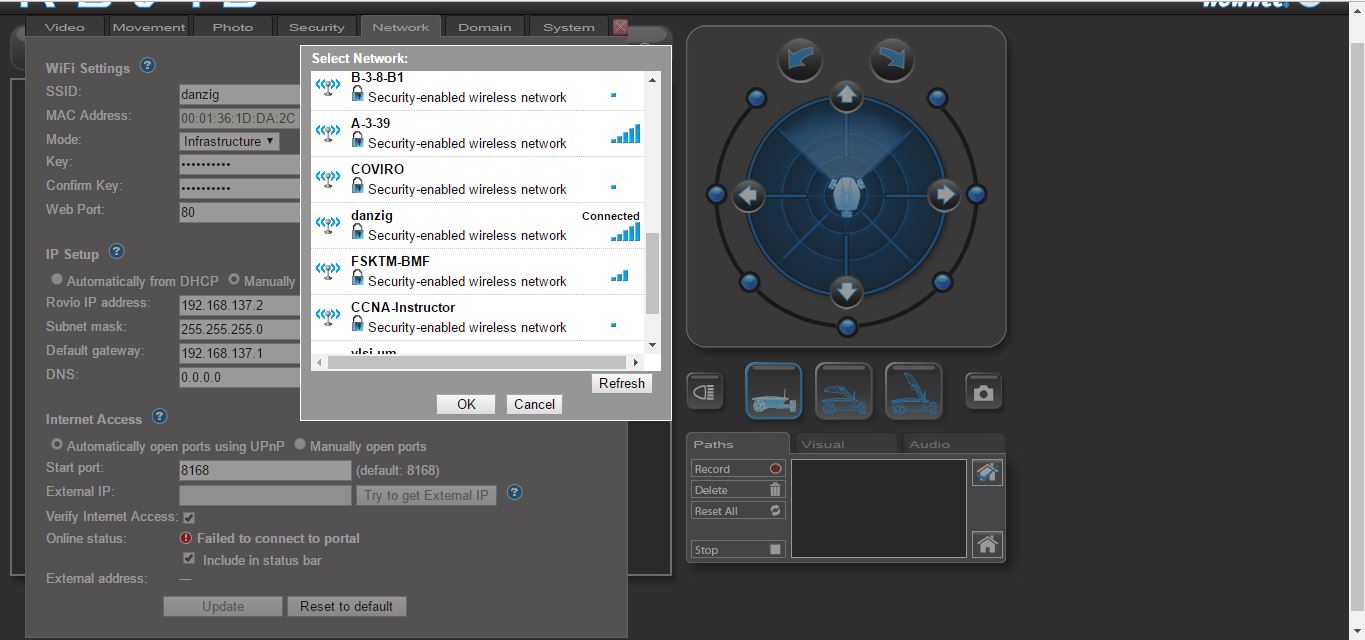 Video Movement Photo Security Network Domain System
WiFi Settings ?
SSID: danzig
MAC Address: 00:01:36:1D:DA:2C
Mode: Infrastructure
Key: ••••••••••
Confirm Key: ••••••••••
Web Port: 80
IP Setup ?
Automatically from DHCP Manually
Rovio IP address: 192.168.137.2
Subnet mask: 255.255.255.0
Default gateway: 192.168.137.1
DNS: 0.0.0.0
Internet Access ?
Automatically open ports using UPnP Manually open ports
Start port: 8168 (default: 8168)
External IP: Try to get External IP ?
Verify Internet Access:
Online status: ! Failed to connect to portal
Include in status bar
External address: —
Update Reset to default
Select Network:
B-3-8-B1
Security-enabled wireless network
A-3-39
Security-enabled wireless network
COVIRO
Security-enabled wireless network
danzig Connected
Security-enabled wireless network
FSKTM-BMF
Security-enabled wireless network
CCNA-Instructor
Security-enabled wireless network
Refresh
OK Cancel
Paths Visual Audio
Record
Delete
Reset All
Stop